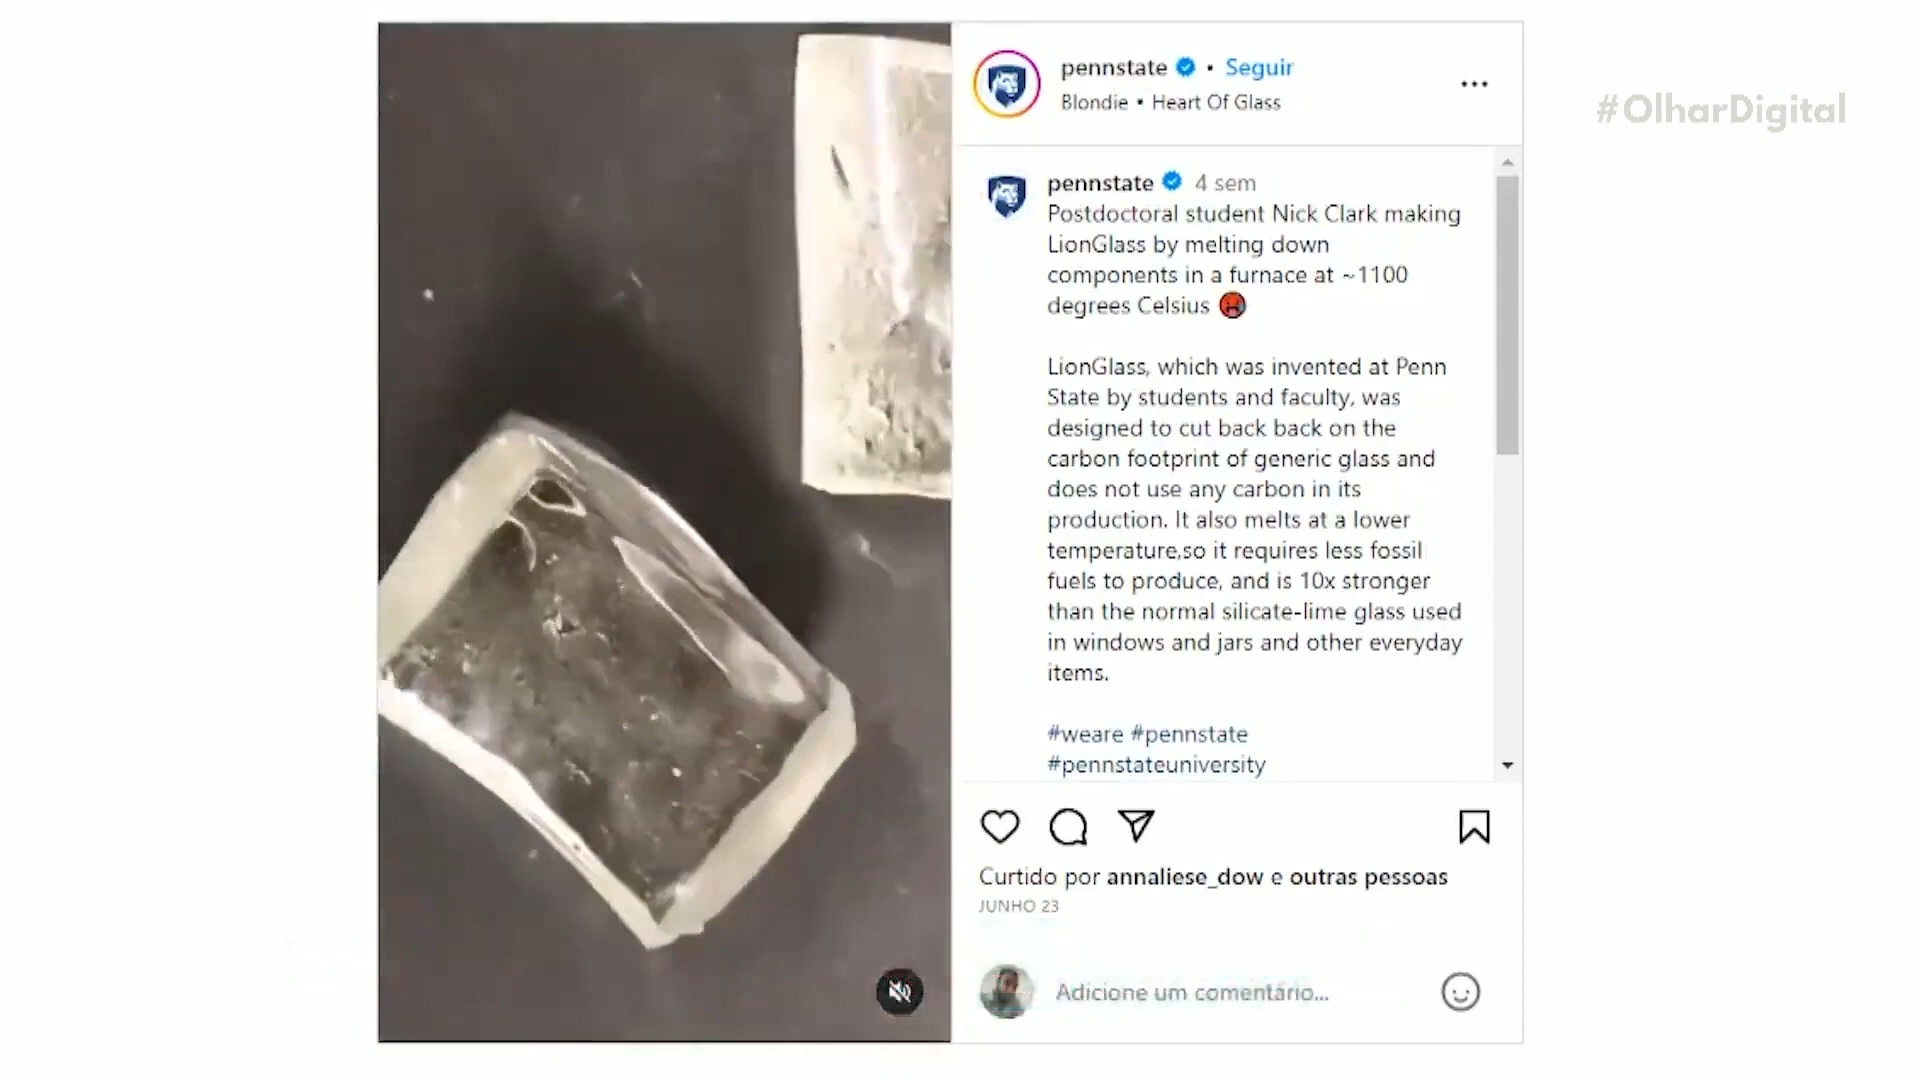 pennstate • Seguir
Blondie • Heart Of Glass
#OlharDigital
pennstate 4 sem
Postdoctoral student Nick Clark making
LionGlass by melting down
components in a furnace at ~1100
degrees Celsius
LionGlass, which was invented at Penn
State by students and faculty, was
designed to cut back back on the
carbon footprint of generic glass and
does not use any carbon in its
production. It also melts at a lower
temperature,so it requires less fossil
fuels to produce, and is 10x stronger
than the normal silicate-lime glass used
in windows and jars and other everyday
items.
#weare #pennstate
#pennstateuniversity
Curtido por annaliese_dow e outras pessoas
JUNHO 23
Adicione um comentário...